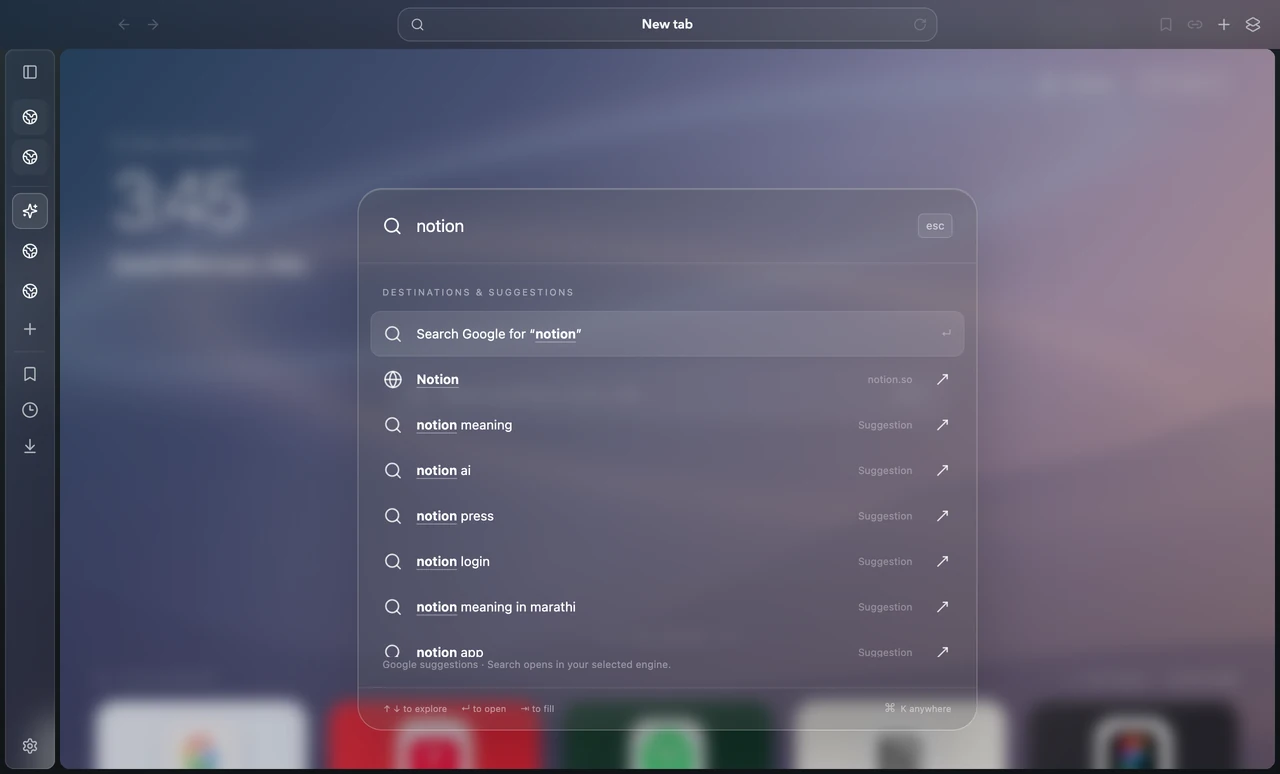 New tab
3:45
notion
esc
DESTINATIONS & SUGGESTIONS
Search Google for “notion”
Notion notion.so
notion meaning Suggestion
notion ai Suggestion
notion press Suggestion
notion login Suggestion
notion meaning in marathi Suggestion
notion app Suggestion
Google suggestions · Search opens in your selected engine.
↑ ↓ to explore ↵ to open ⇥ to fill ⌘ K anywhere